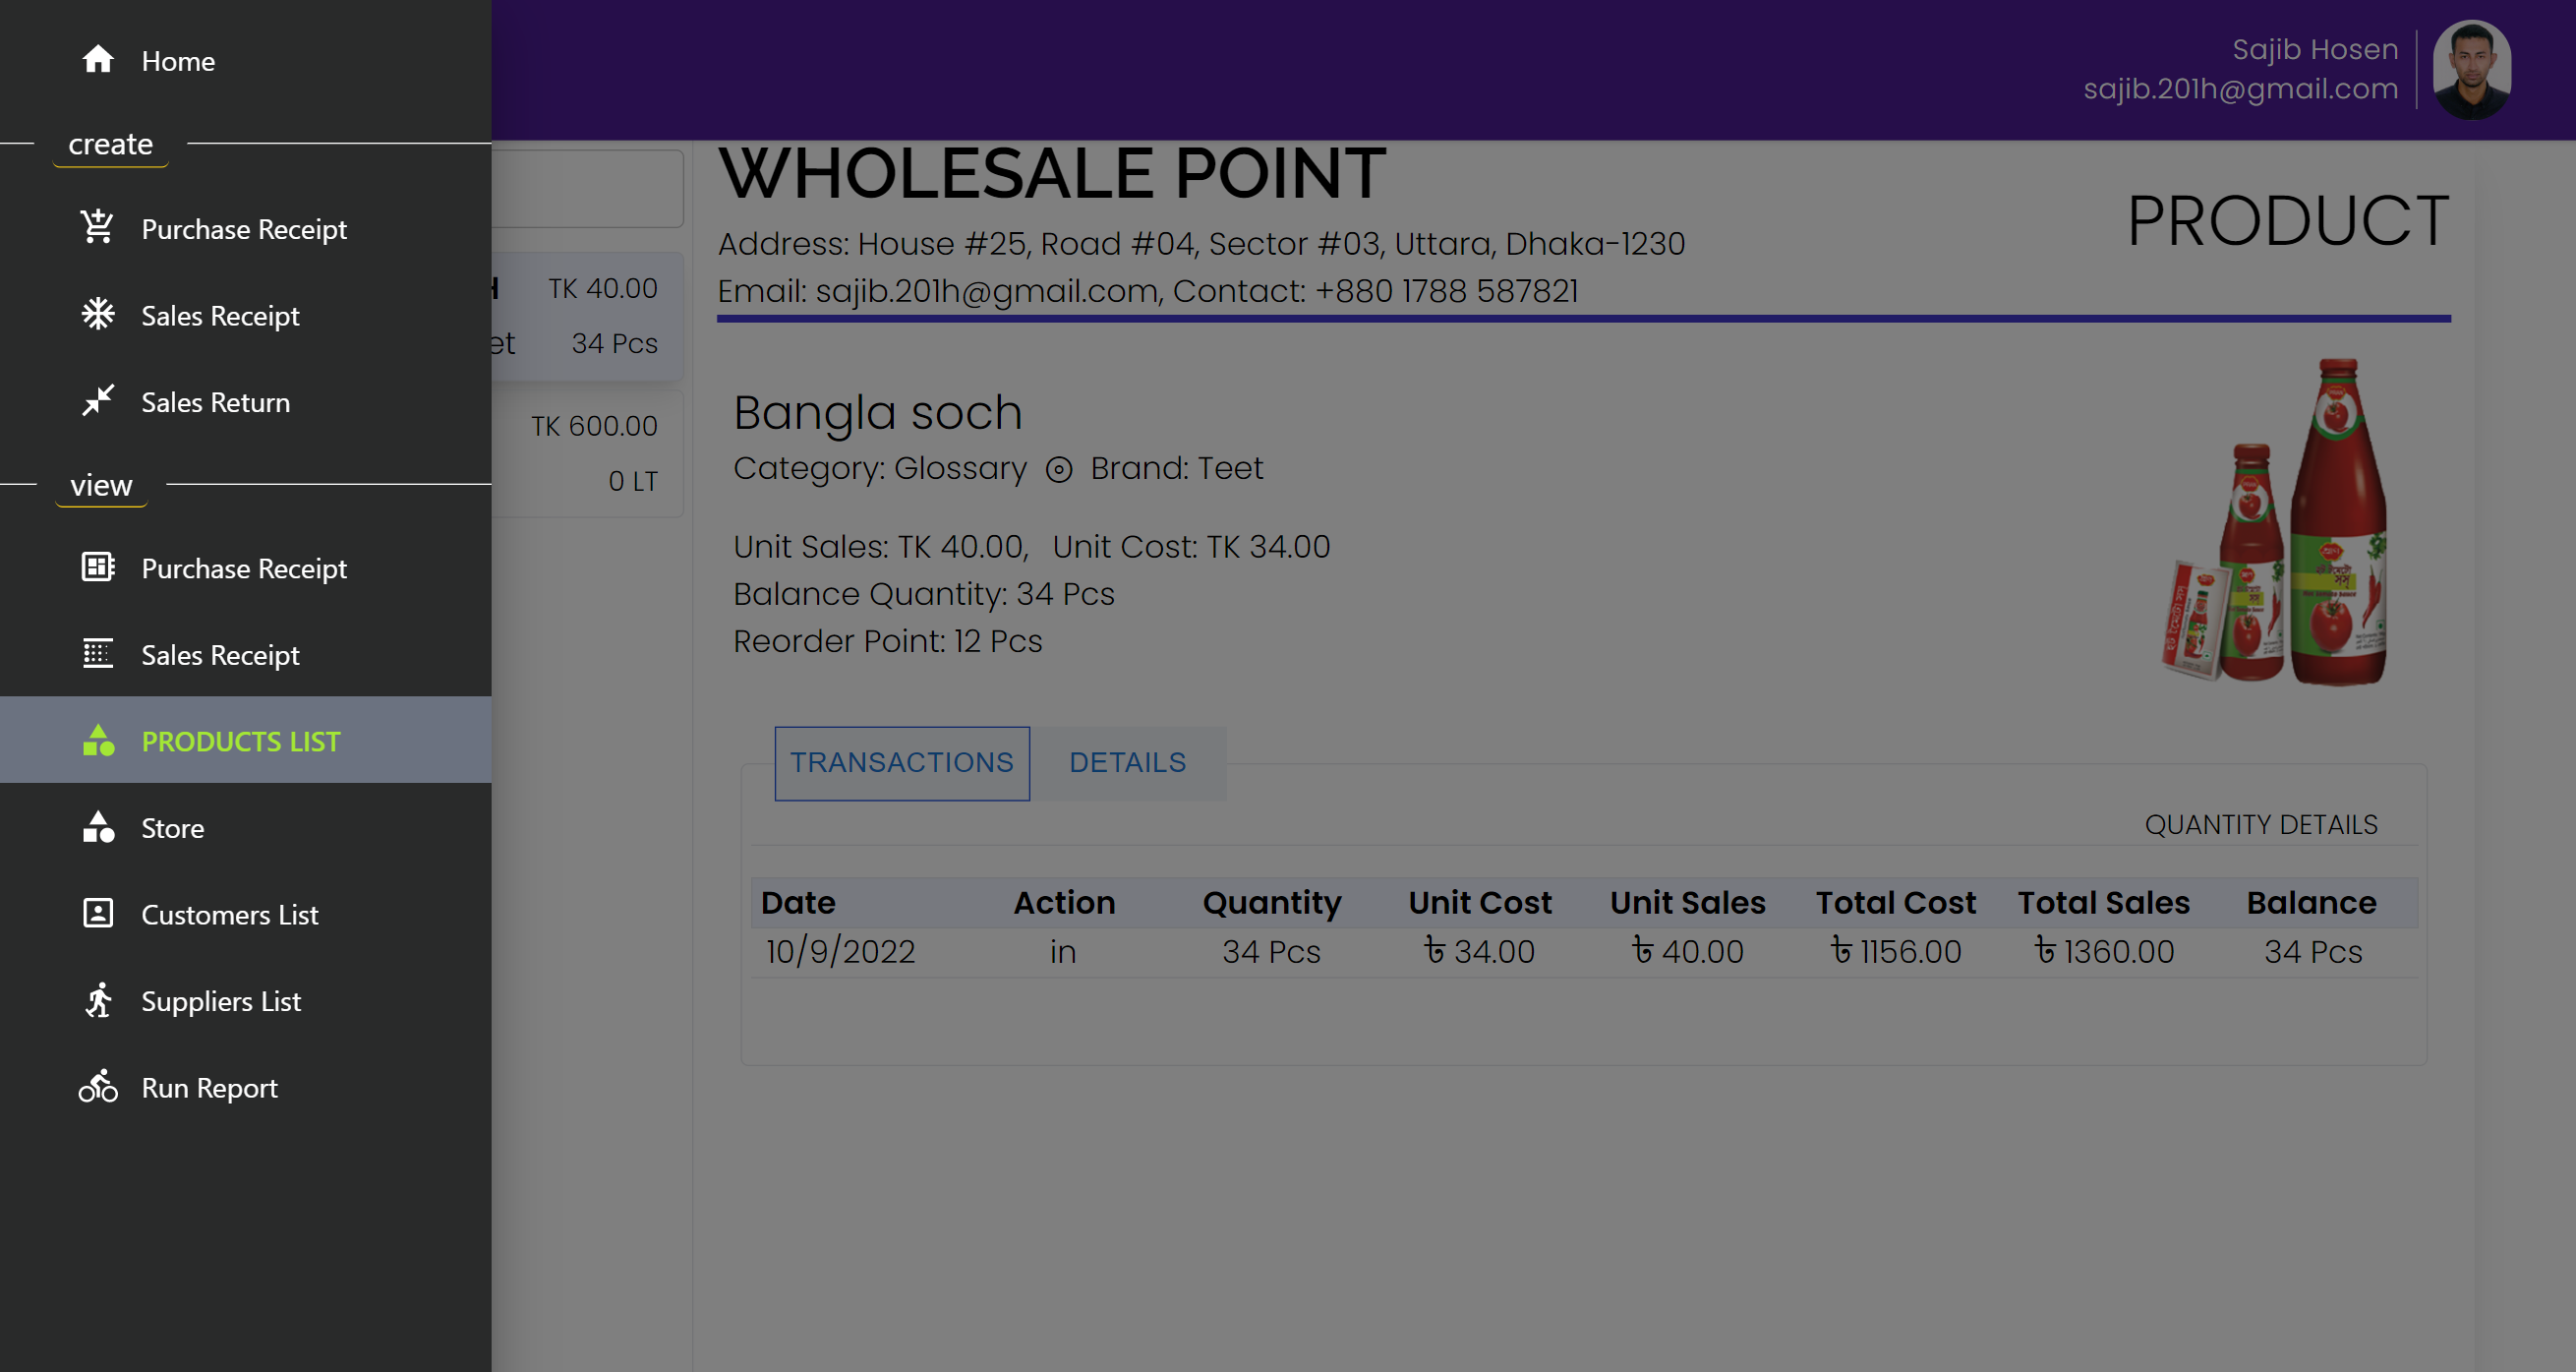 Home
create
Purchase Receipt
Sales Receipt
Sales Return
view
Purchase Receipt
Sales Receipt
PRODUCTS LIST
Store
Customers List
Suppliers List
Run Report
Sajib Hosen
sajib.201h@gmail.com
TK 40.00
34 Pcs
TK 600.00
0 LT
WHOLESALE POINT
Address: House #25, Road #04, Sector #03, Uttara, Dhaka-1230
Email: sajib.201h@gmail.com, Contact: +880 1788 587821
PRODUCT
Bangla soch
Category: Glossary ⊙ Brand: Teet
Unit Sales: TK 40.00, Unit Cost: TK 34.00
Balance Quantity: 34 Pcs
Reorder Point: 12 Pcs
TRANSACTIONS DETAILS
QUANTITY DETAILS
Date Action Quantity Unit Cost Unit Sales Total Cost Total Sales Balance
10/9/2022 in 34 Pcs ৳ 34.00 ৳ 40.00 ৳ 1156.00 ৳ 1360.00 34 Pcs